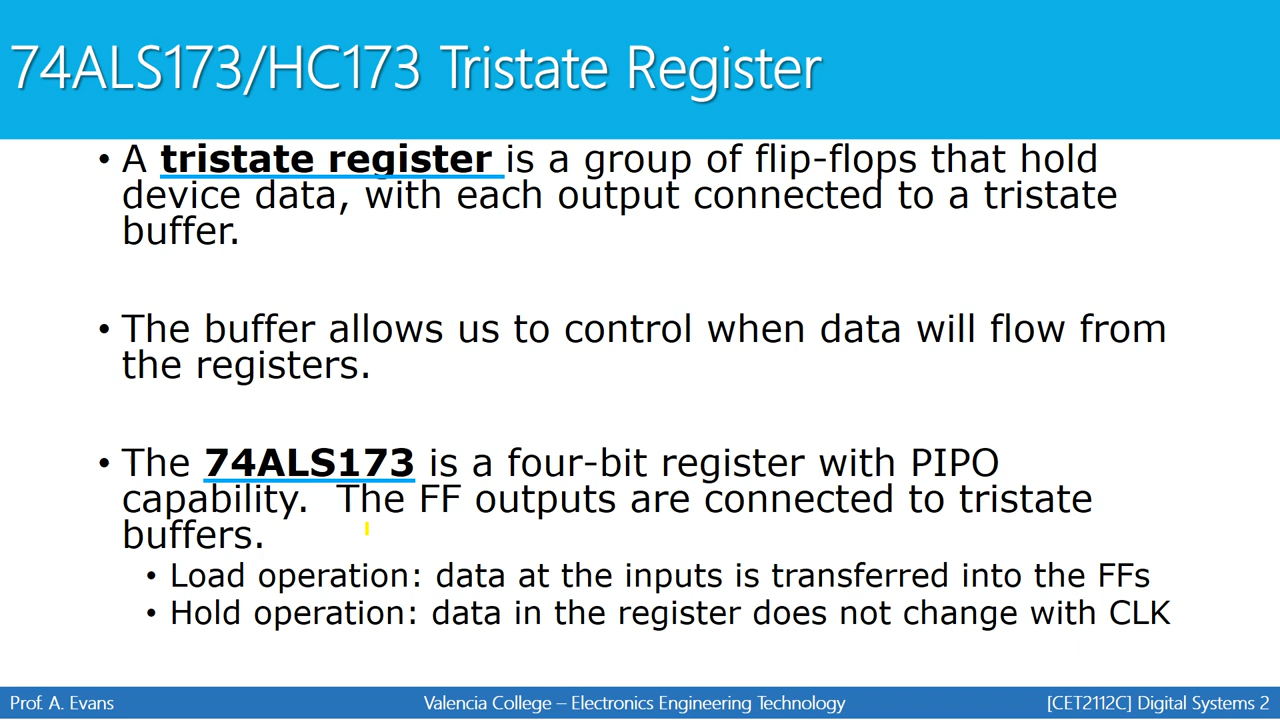 74ALS173/HC173 Tristate Register
• A tristate register is a group of flip-flops that hold
device data, with each output connected to a tristate
buffer.
• The buffer allows us to control when data will flow from
the registers.
• The 74ALS173 is a four-bit register with PIPO
capability.  The FF outputs are connected to tristate
buffers.
• Load operation: data at the inputs is transferred into the FFs
• Hold operation: data in the register does not change with CLK
Prof. A. Evans Valencia College – Electronics Engineering Technology [CET2112C] Digital Systems 2